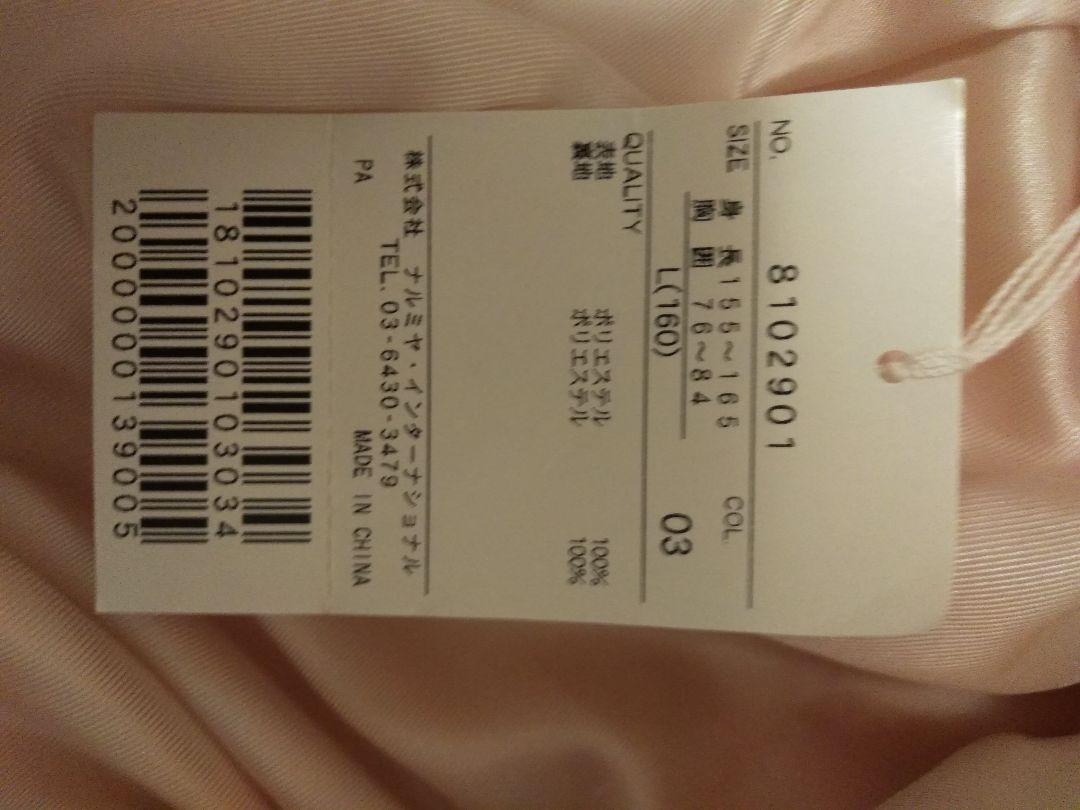 NO. 8102901
SIZE 身長155~165 COL.
胸囲 76~84
L(160) 03
QUALITY
表地 ポリエステル 100%
裏地 ポリエステル 100%
株式会社 ナルミヤ・インターナショナル
TEL.03-6430-3479
PA MADE IN CHINA
1810290103034
2000000139005